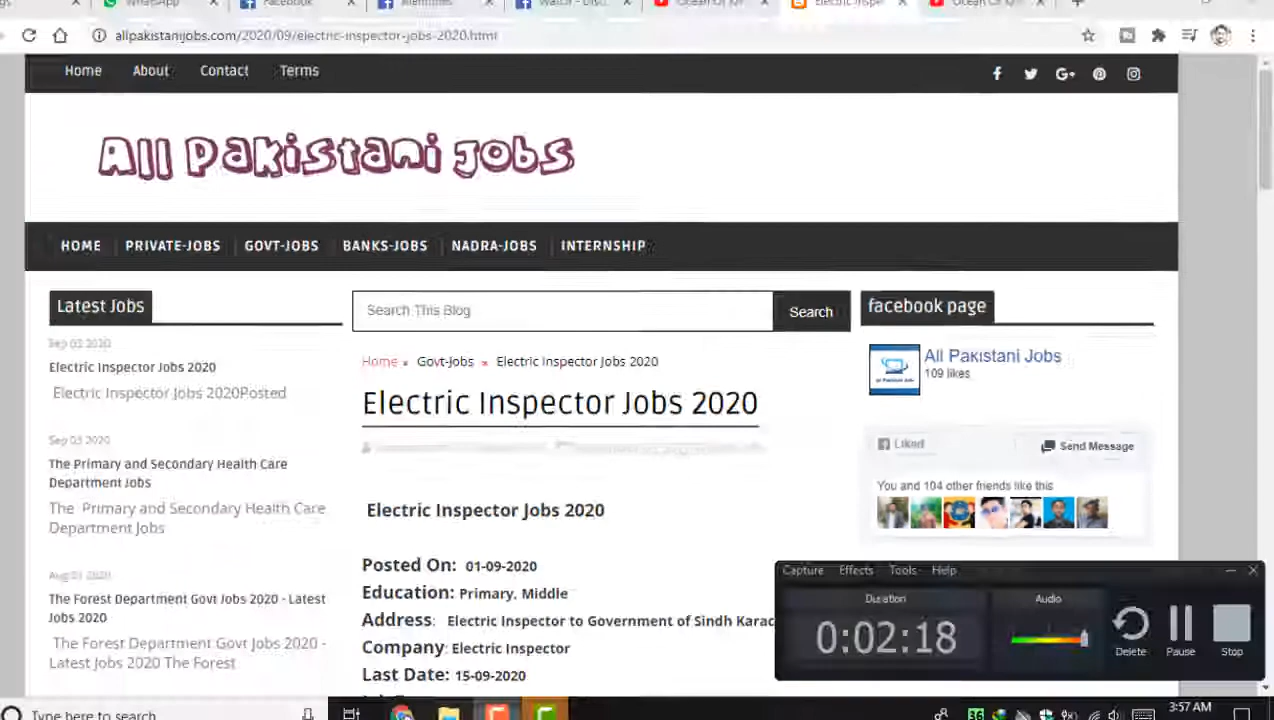 WhatsApp
Facebook
allpakistanijobs.com/2020/09/electric-inspector-jobs-2020.html
Home About Contact Terms
All Pakistani Jobs
HOME PRIVATE-JOBS GOVT-JOBS BANKS-JOBS NADRA-JOBS INTERNSHIP
Latest Jobs
Sep 03 2020
Electric Inspector Jobs 2020
Electric Inspector Jobs 2020Posted
Sep 03 2020
The Primary and Secondary Health Care
Department Jobs
The Primary and Secondary Health Care
Department Jobs
Aug 03 2020
The Forest Department Govt Jobs 2020 - Latest
Jobs 2020
The Forest Department Govt Jobs 2020 -
Latest Jobs 2020 The Forest
Search This Blog
Search
Home Govt-Jobs Electric Inspector Jobs 2020
Electric Inspector Jobs 2020
Electric Inspector Jobs 2020
Posted On: 01-09-2020
Education: Primary, Middle
Address: Electric Inspector to Government of Sindh Karac
Company: Electric Inspector
Last Date: 15-09-2020
facebook page
All Pakistani Jobs
109 likes
Liked
Send Message
You and 104 other friends like this
Capture Effects Tools Help
Duration
0:02:18
Audio
Delete Pause Stop
Type here to search
36
3:57 AM